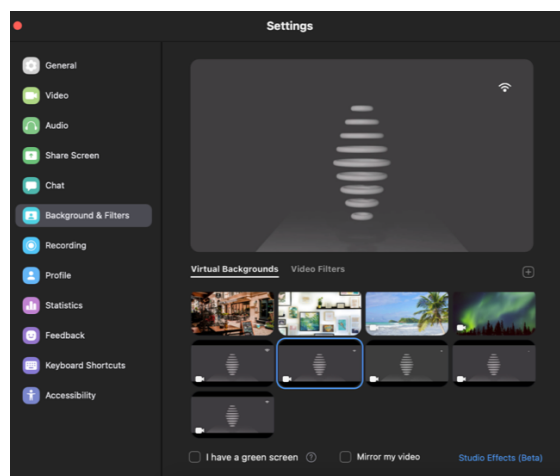 Settings
General
Video
Audio
Share Screen
Chat
Background & Filters
Recording
Profile
Statistics
Feedback
Keyboard Shortcuts
Accessibility
Virtual Backgrounds Video Filters
I have a green screen Mirror my video Studio Effects (Beta)